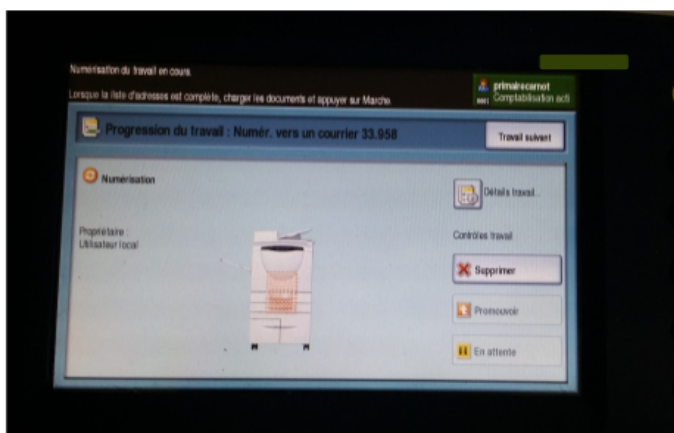 Numérisation du travail en cours.
Lorsque la liste d'adresses est complète, charger les documents et appuyer sur Marche.
primairecarnot
Comptabilisation acti
Progression du travail : Numér. vers un courrier 33.958
Travail suivant
Numérisation
Détails travail...
Propriétaire :
Utilisateur local
Contrôles travail
Supprimer
Promouvoir
En attente